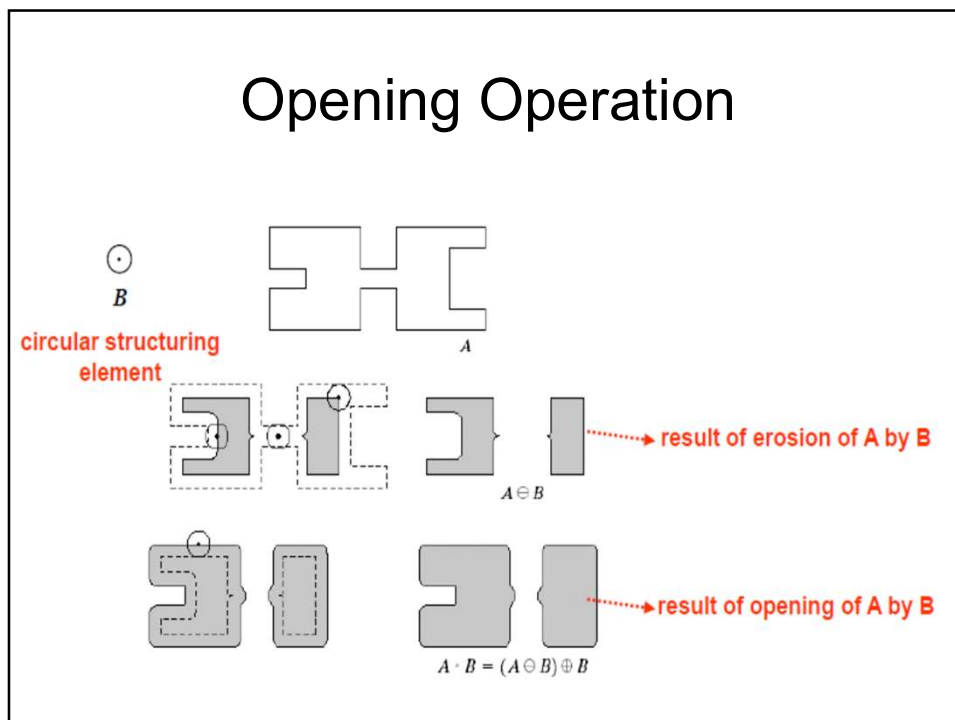 Opening Operation
B
circular structuring
element
A
result of erosion of A by B
A ⊖ B
result of opening of A by B
A ∘ B = (A ⊖ B) ⊕ B